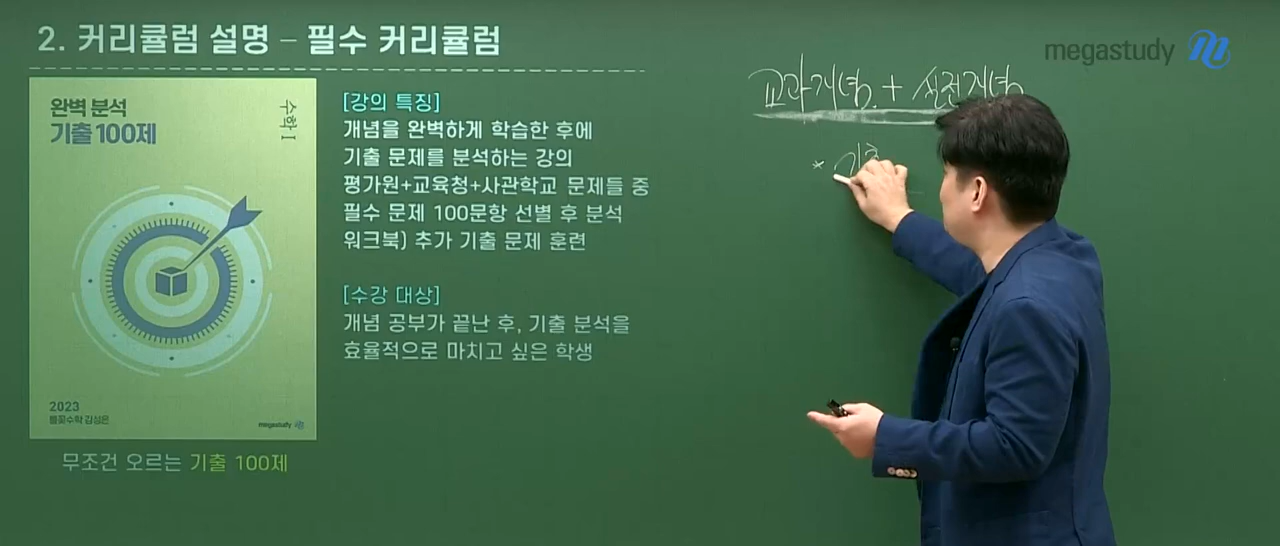 2. 커리큘럼 설명 – 필수 커리큘럼
megastudy
완벽 분석
기출 100제
수학 I
2023
megastudy
무조건 오르는 기출 100제
[강의 특징]
개념을 완벽하게 학습한 후에
기출 문제를 분석하는 강의
평가원+교육청+사관학교 문제들 중
필수 문제 100문항 선별 후 분석
워크북) 추가 기출 문제 훈련
[수강 대상]
개념 공부가 끝난 후, 기출 분석을
효율적으로 마치고 싶은 학생
교과개념 + 실전개념
* 기출